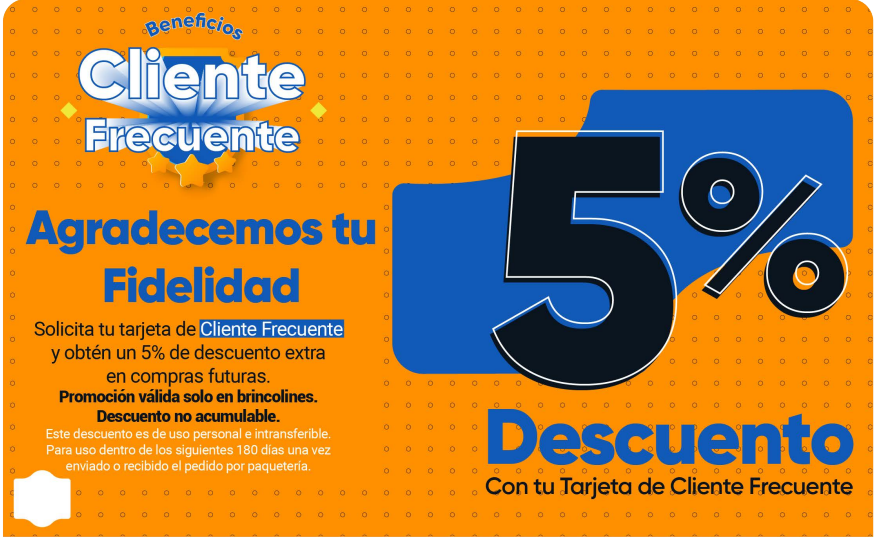 Beneficios
Cliente
Frecuente
Agradecemos tu
Fidelidad
Solicita tu tarjeta de Cliente Frecuente
y obtén un 5% de descuento extra
en compras futuras.
Promoción válida solo en brincolines.
Descuento no acumulable.
Este descuento es de uso personal e intransferible.
Para uso dentro de los siguientes 180 días una vez
enviado o recibido el pedido por paquetería.
5%
Descuento
Con tu Tarjeta de Cliente Frecuente